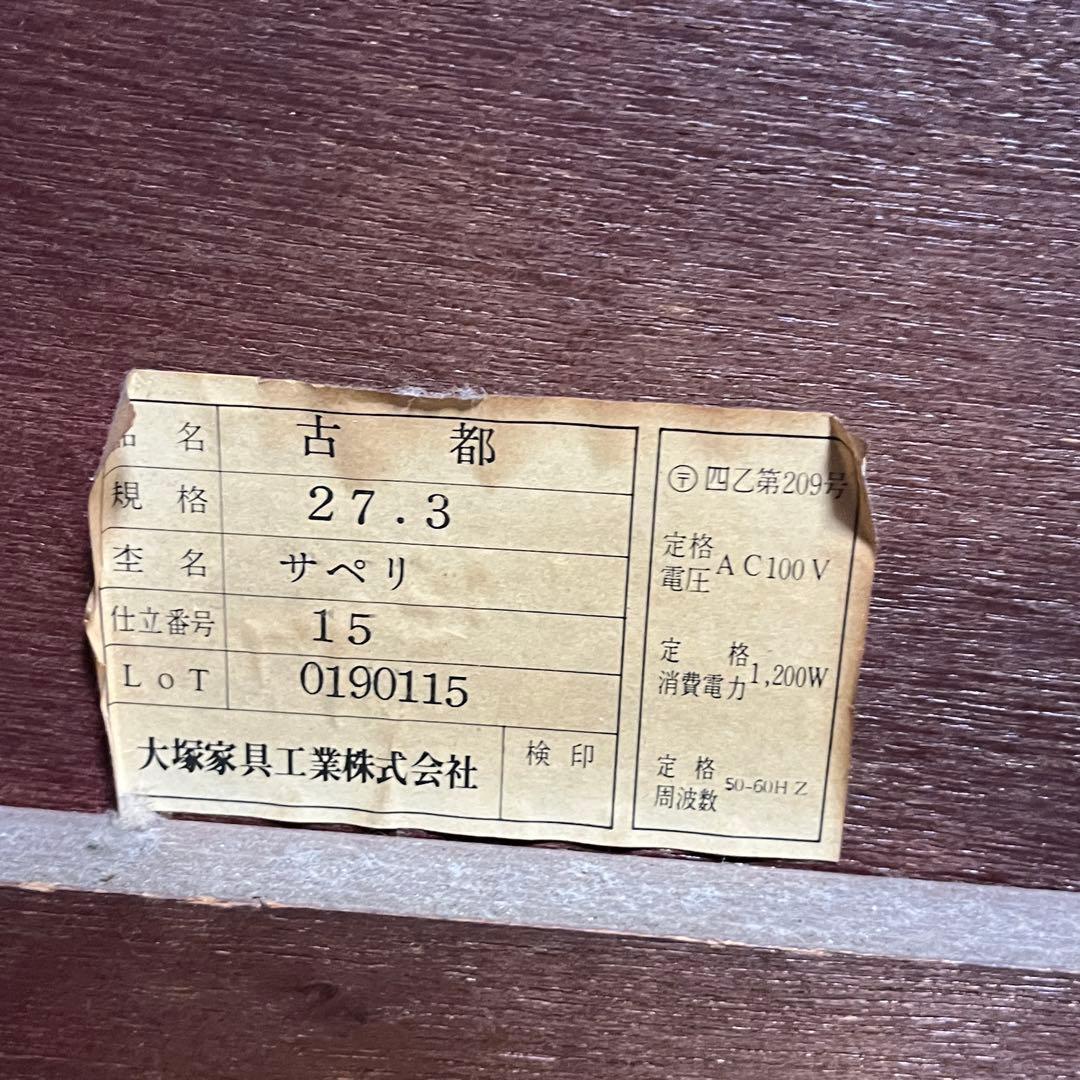 品名 古都
規格 27.3
杢名 サペリ
仕立番号 15
LoT 0190115
大塚家具工業株式会社 検印
〒 四乙第209号
定格電圧 AC100V
定格消費電力 1,200W
定格周波数 50-60HZ